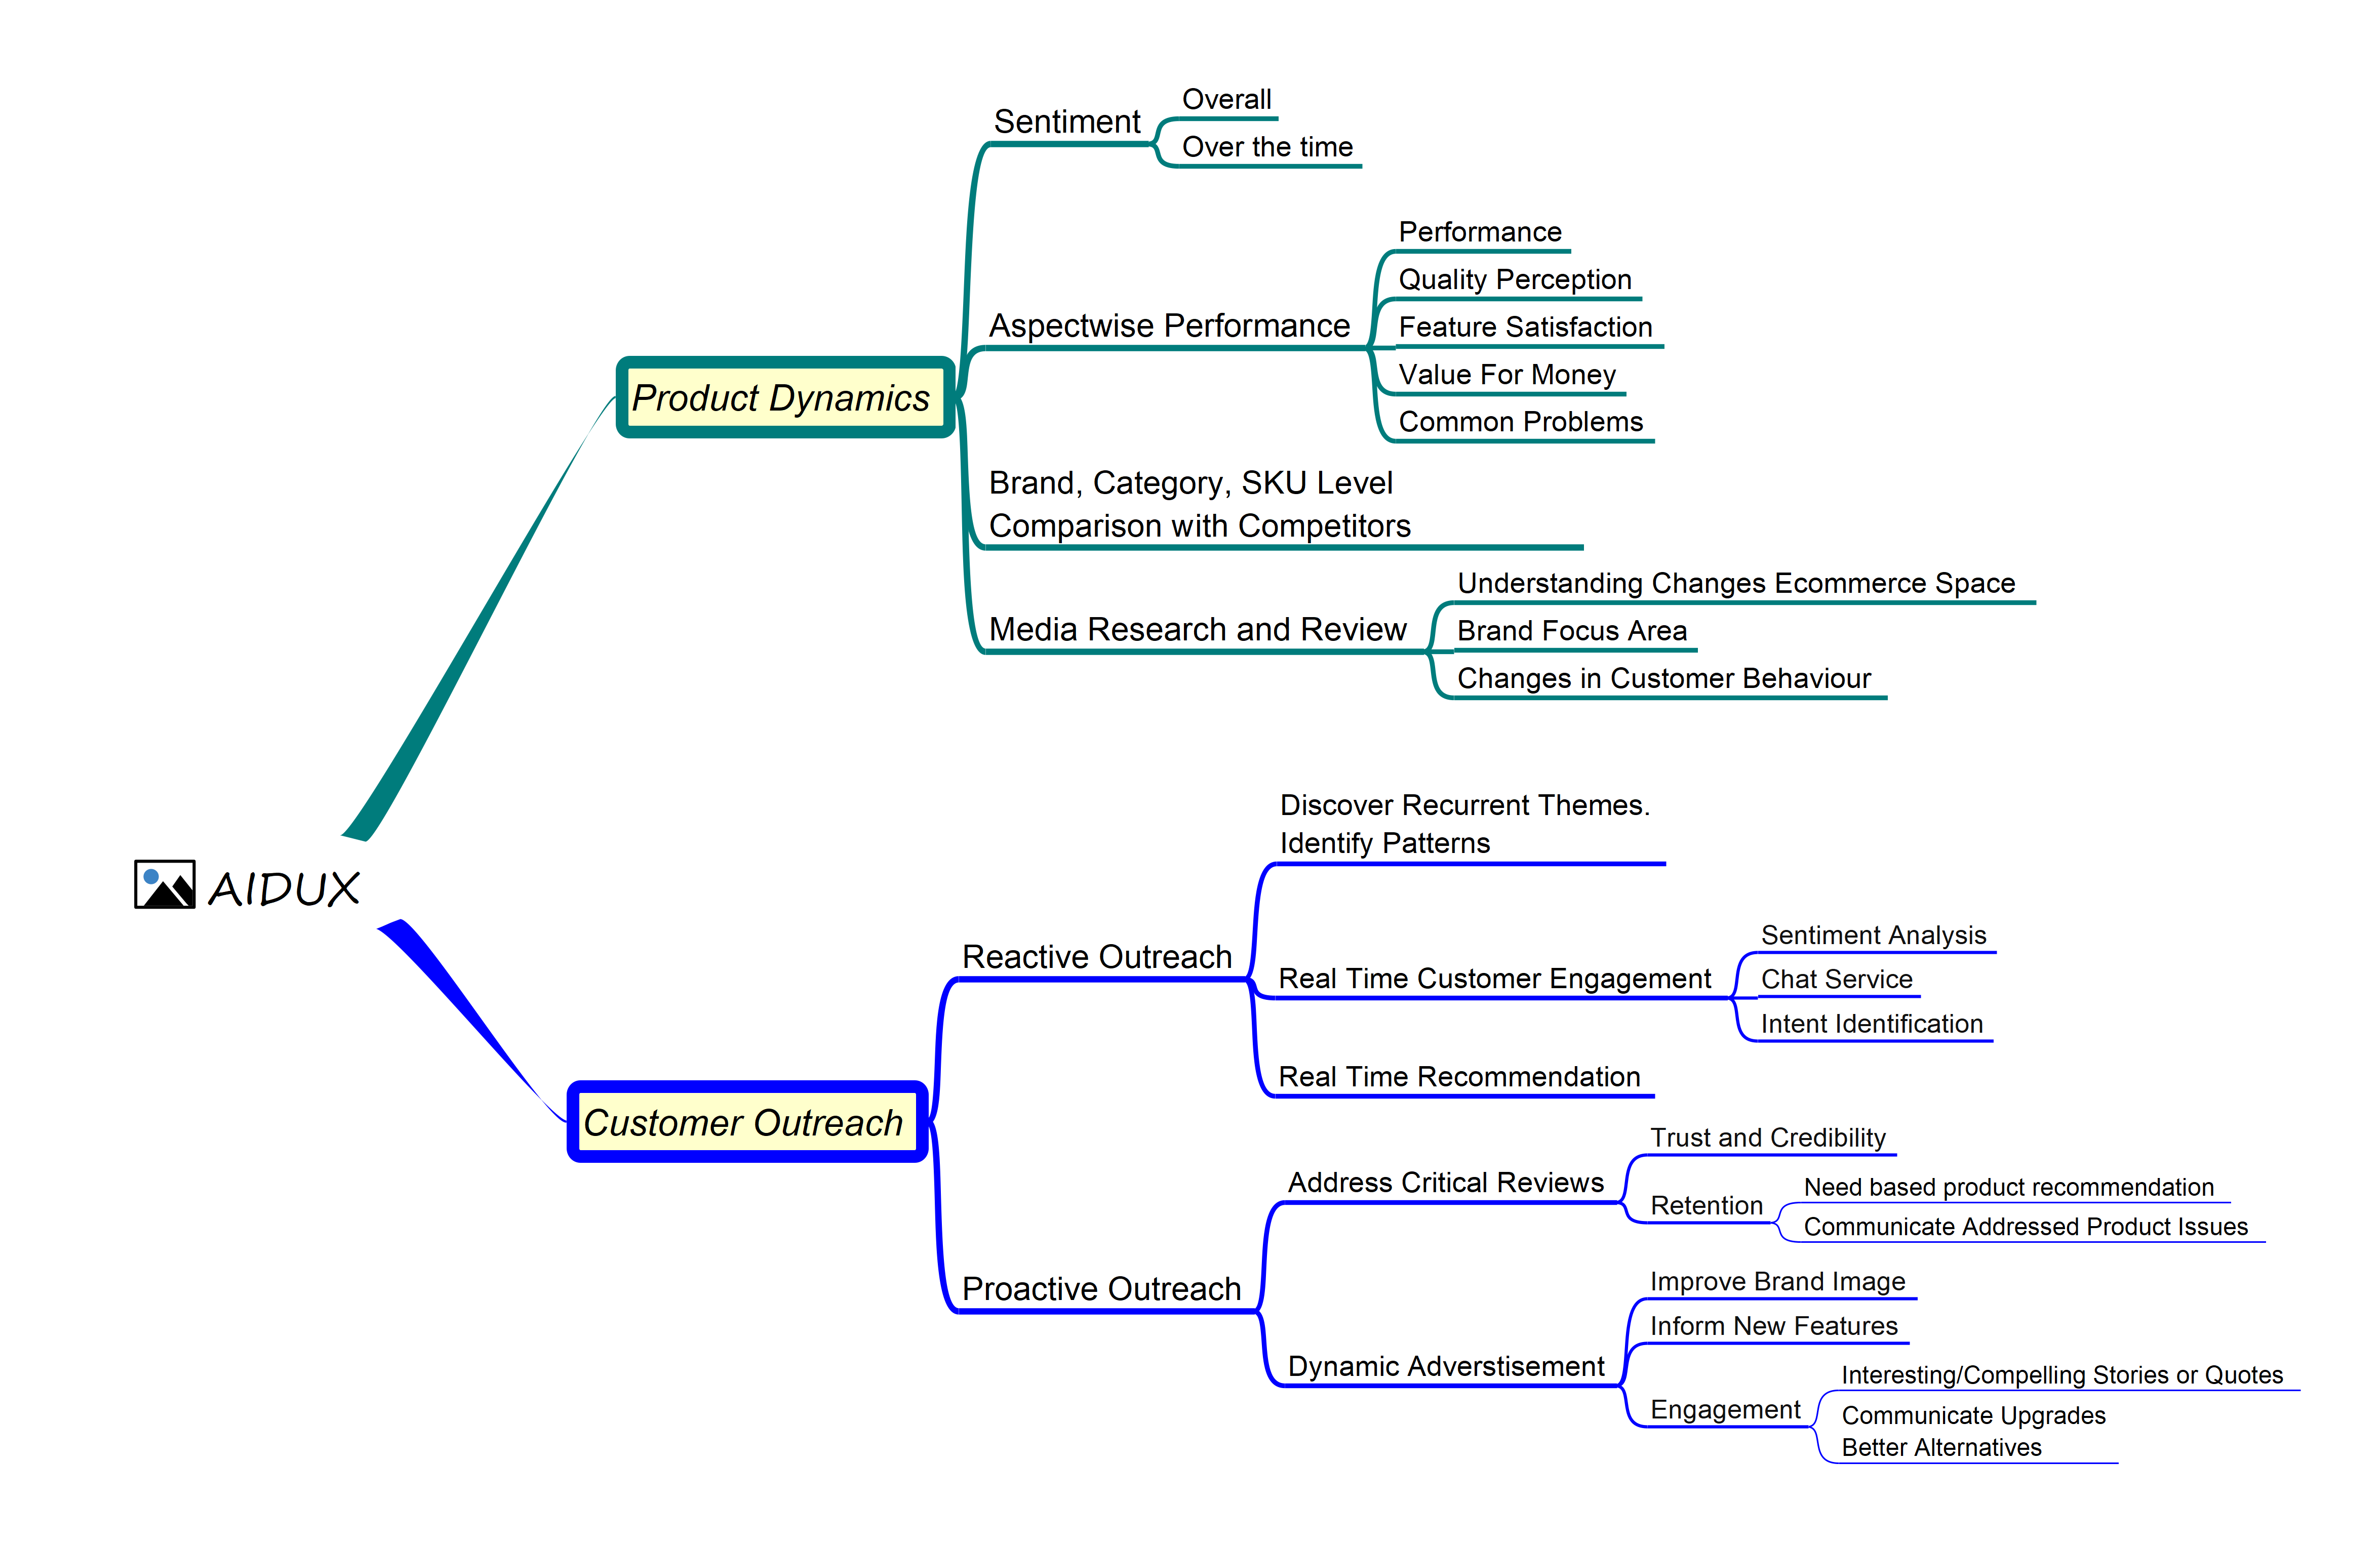 AIDUX
Product Dynamics
Sentiment
Overall
Over the time
Aspectwise Performance
Performance
Quality Perception
Feature Satisfaction
Value For Money
Common Problems
Brand, Category, SKU Level
Comparison with Competitors
Media Research and Review
Understanding Changes Ecommerce Space
Brand Focus Area
Changes in Customer Behaviour
Customer Outreach
Reactive Outreach
Discover Recurrent Themes.
Identify Patterns
Real Time Customer Engagement
Sentiment Analysis
Chat Service
Intent Identification
Real Time Recommendation
Proactive Outreach
Address Critical Reviews
Trust and Credibility
Retention
Need based product recommendation
Communicate Addressed Product Issues
Dynamic Adverstisement
Improve Brand Image
Inform New Features
Engagement
Interesting/Compelling Stories or Quotes
Communicate Upgrades
Better Alternatives